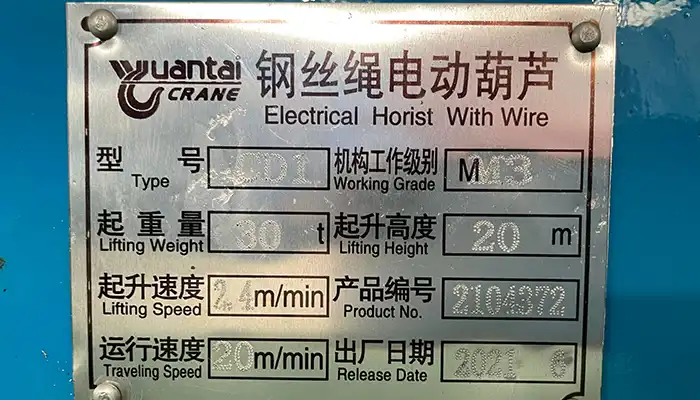 Yuantai 钢丝绳电动葫芦
CRANE
Electrical Horist With Wire
型 号 CD1 机构工作级别 M M3
Type Working Grade
起重量 30 t 起升高度 20 m
Lifting Weight Lifting Height
起升速度 2.4 m/min 产品编号 2104372
Lifting Speed Product No.
运行速度 20 m/min 出厂日期 2021 6
Traveling Speed Release Date